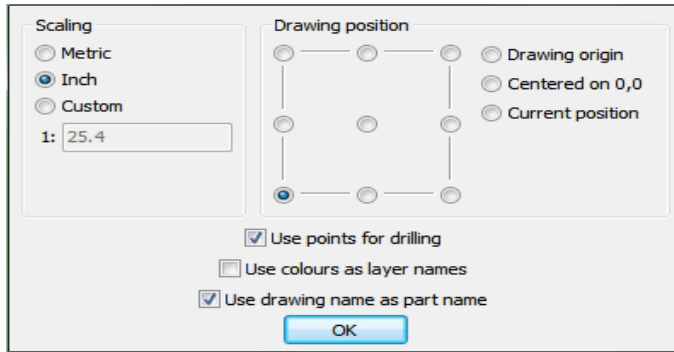 Scaling
Metric
Inch
Custom
1: 25.4
Drawing position
Drawing origin
Centered on 0,0
Current position
Use points for drilling
Use colours as layer names
Use drawing name as part name
OK